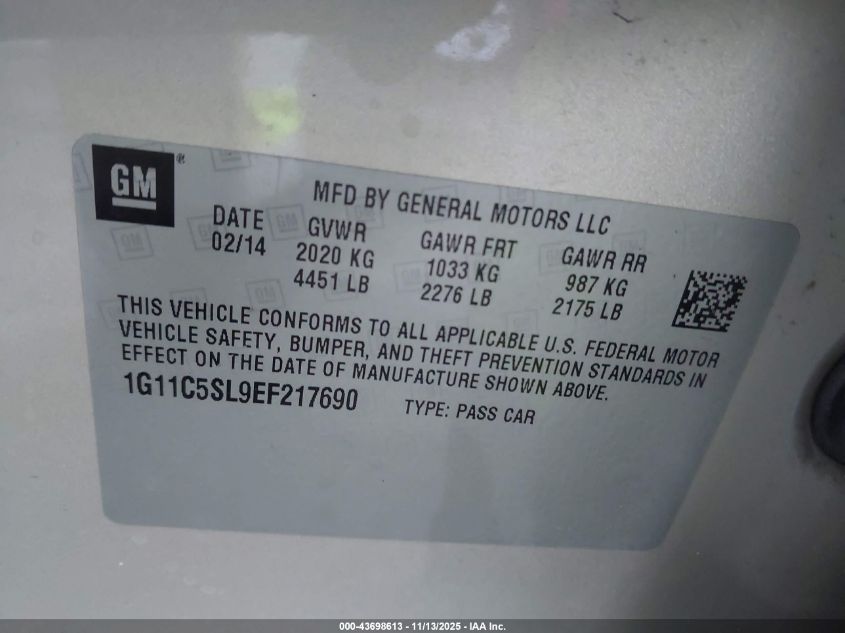 GM®
MFD BY GENERAL MOTORS LLC
DATE GVWR GAWR FRT GAWR RR
02/14 2020 KG 1033 KG 987 KG
4451 LB 2276 LB 2175 LB
THIS VEHICLE CONFORMS TO ALL APPLICABLE U.S. FEDERAL MOTOR
VEHICLE SAFETY, BUMPER, AND THEFT PREVENTION STANDARDS IN
EFFECT ON THE DATE OF MANUFACTURE SHOWN ABOVE.
1G11C5SL9EF217690 TYPE: PASS CAR
000-43698613 - 11/13/2025 - IAA Inc.